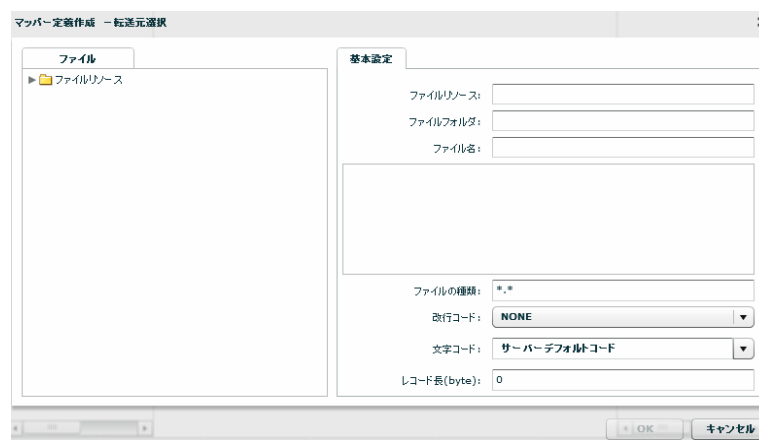 マッパー定義作成 －転送元選択
ファイル
ファイルリソース
基本設定
ファイルリソース:
ファイルフォルダ:
ファイル名:
ファイルの種類: *.*
改行コード: NONE
文字コード: サーバーデフォルトコード
レコード長(byte): 0
OK
キャンセル